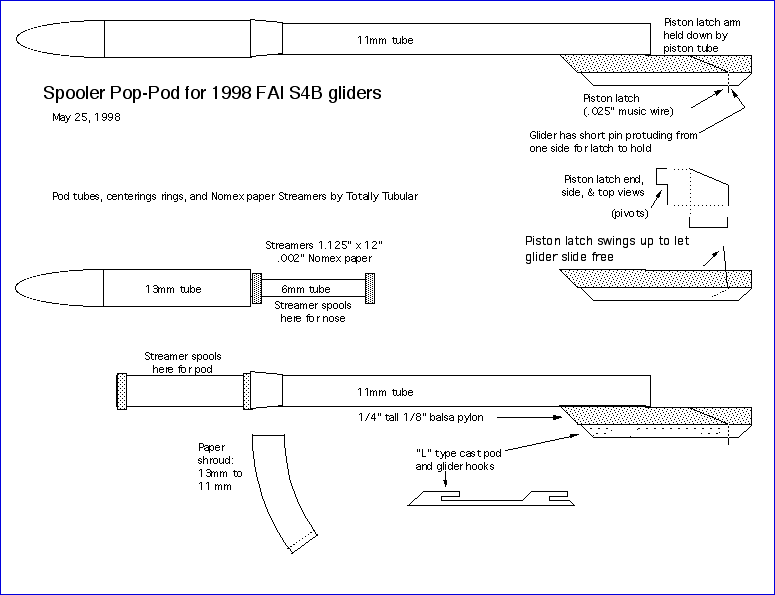 11mm tube
Piston latch arm
held down by
piston tube
Spooler Pop-Pod for 1998 FAI S4B gliders
May 25, 1998
Piston latch
(.025" music wire)
Glider has short pin protuding from
one side for latch to hold
Piston latch end,
side, & top views
(pivots)
Pod tubes, centerings rings, and Nomex paper Streamers by Totally Tubular
Piston latch swings up to let
glider slide free
Streamers 1.125" x 12"
.002" Nomex paper
13mm tube
6mm tube
Streamer spools
here for nose
Streamer spools
here for pod
11mm tube
1/4" tall 1/8" balsa pylon
Paper
shroud:
13mm to
11 mm
"L" type cast pod
and glider hooks